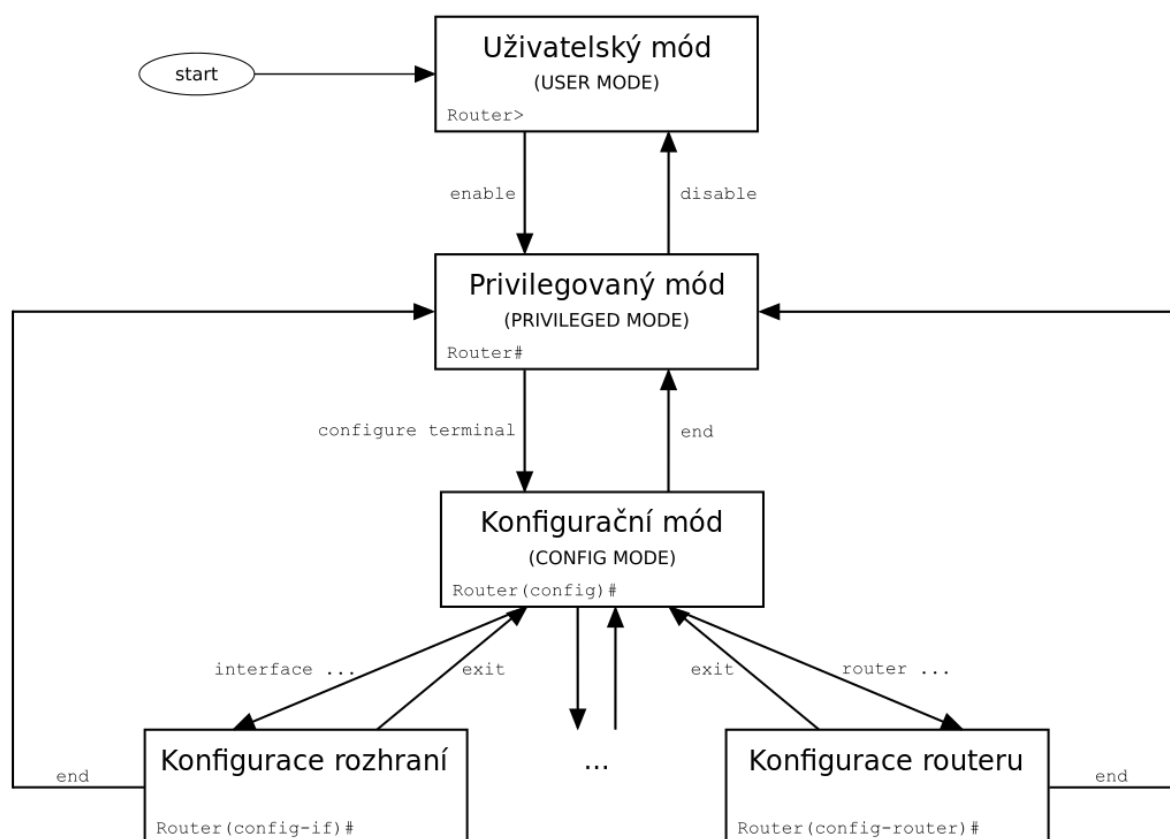 start
Uživatelský mód
(USER MODE)
Router>
enable
disable
Privilegovaný mód
(PRIVILEGED MODE)
Router#
configure terminal
end
Konfigurační mód
(CONFIG MODE)
Router(config)#
interface ...
exit
exit
router ...
Konfigurace rozhraní
...
Konfigurace routeru
end
end
Router(config-if)#
Router(config-router)#